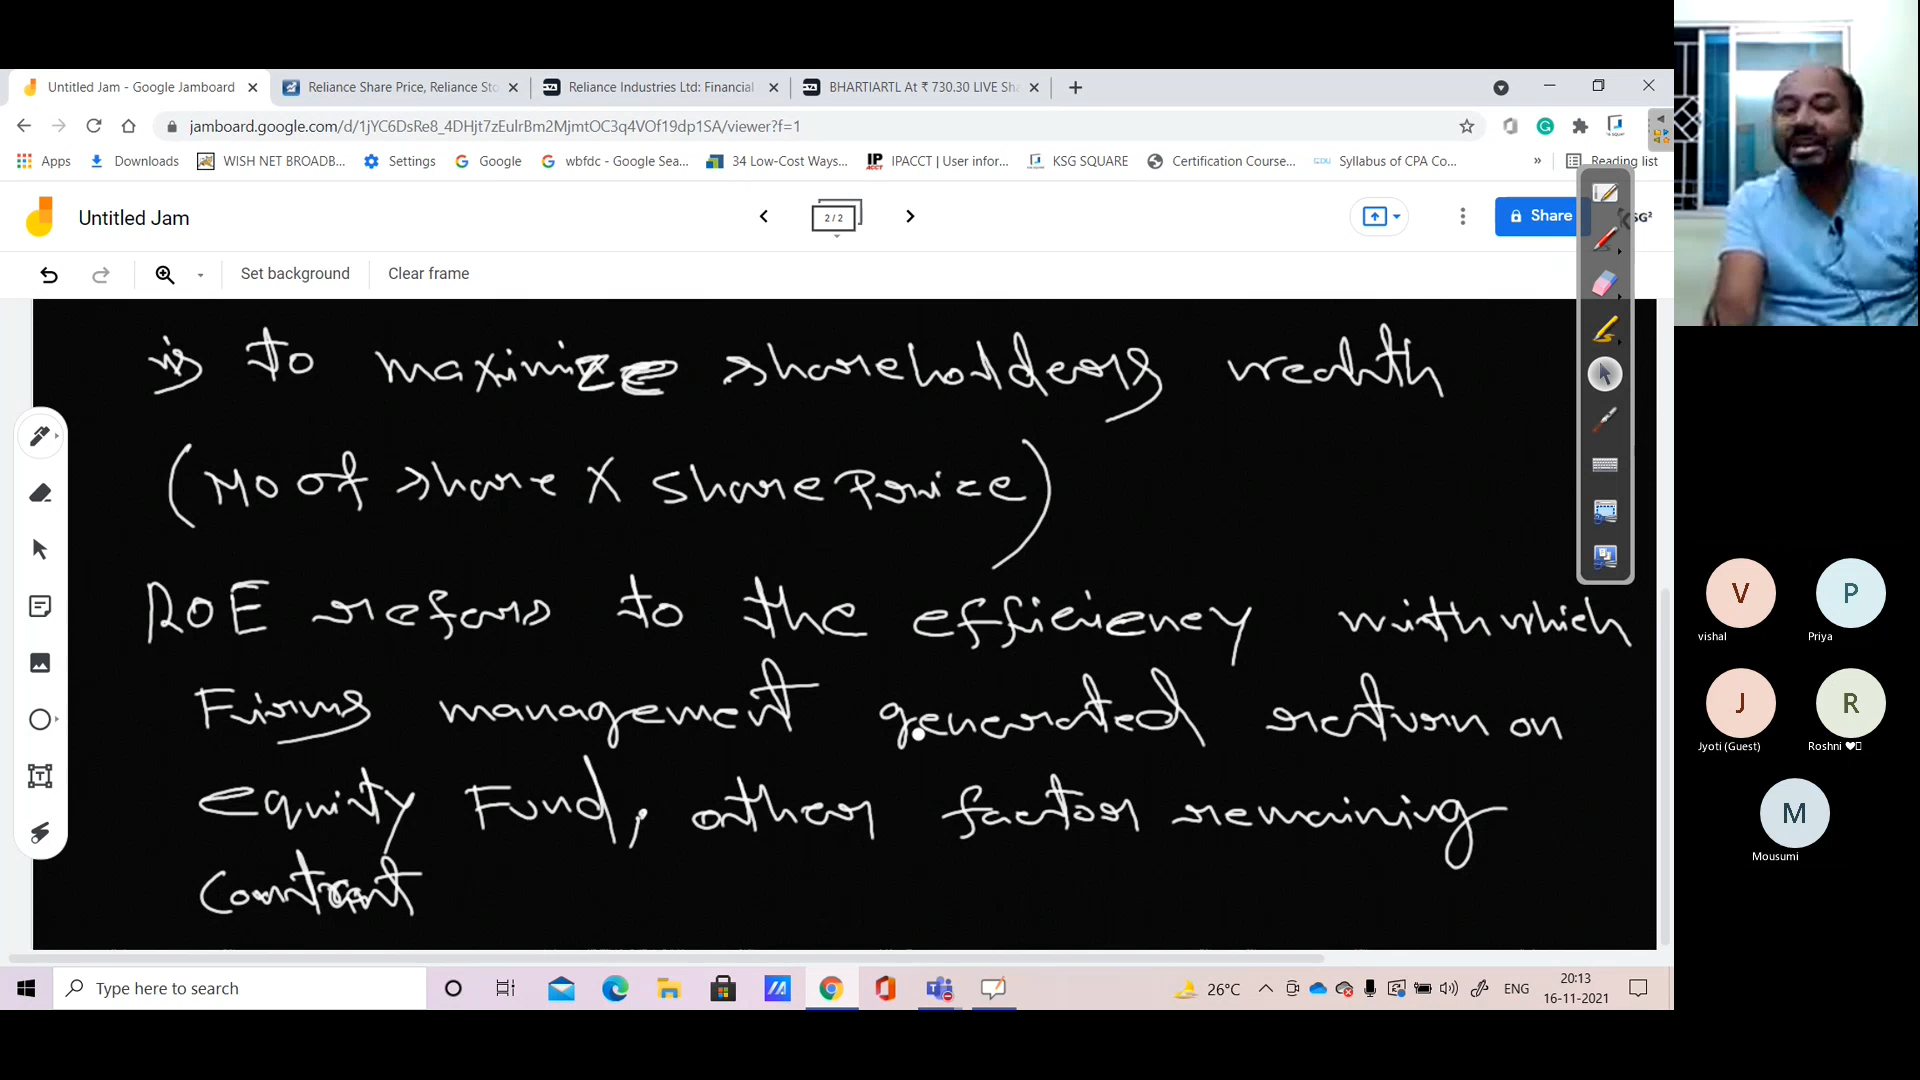 Untitled Jam - Google Jamboard
Reliance Share Price, Reliance Sto
Reliance Industries Ltd: Financial
BHARTIARTL At ₹ 730.30 LIVE Sha
jamboard.google.com/d/1jYC6DsRe8_4DHjt7zEulrBm2MjmtOC3q4VOf19dp1SA/viewer?f=1
Apps Downloads WISH NET BROADB... Settings Google wbfdc - Google Sea... 34 Low-Cost Ways... IP IPACCT IPACCT | User infor... KSG SQUARE Certification Course... Syllabus of CPA Co... » Reading list
Untitled Jam
2 / 2
Share
SG²
Set background Clear frame
is to maximize shareholders wealth
(No of share X share Price)
ROE refers to the efficiency with which
Firms management generated return on
equity Fund, other factor remaining
Constant
V P
vishal Priya
J R
Jyoti (Guest) Roshni ❤
M
Mousumi
Type here to search
26°C
ENG
20:13
16-11-2021